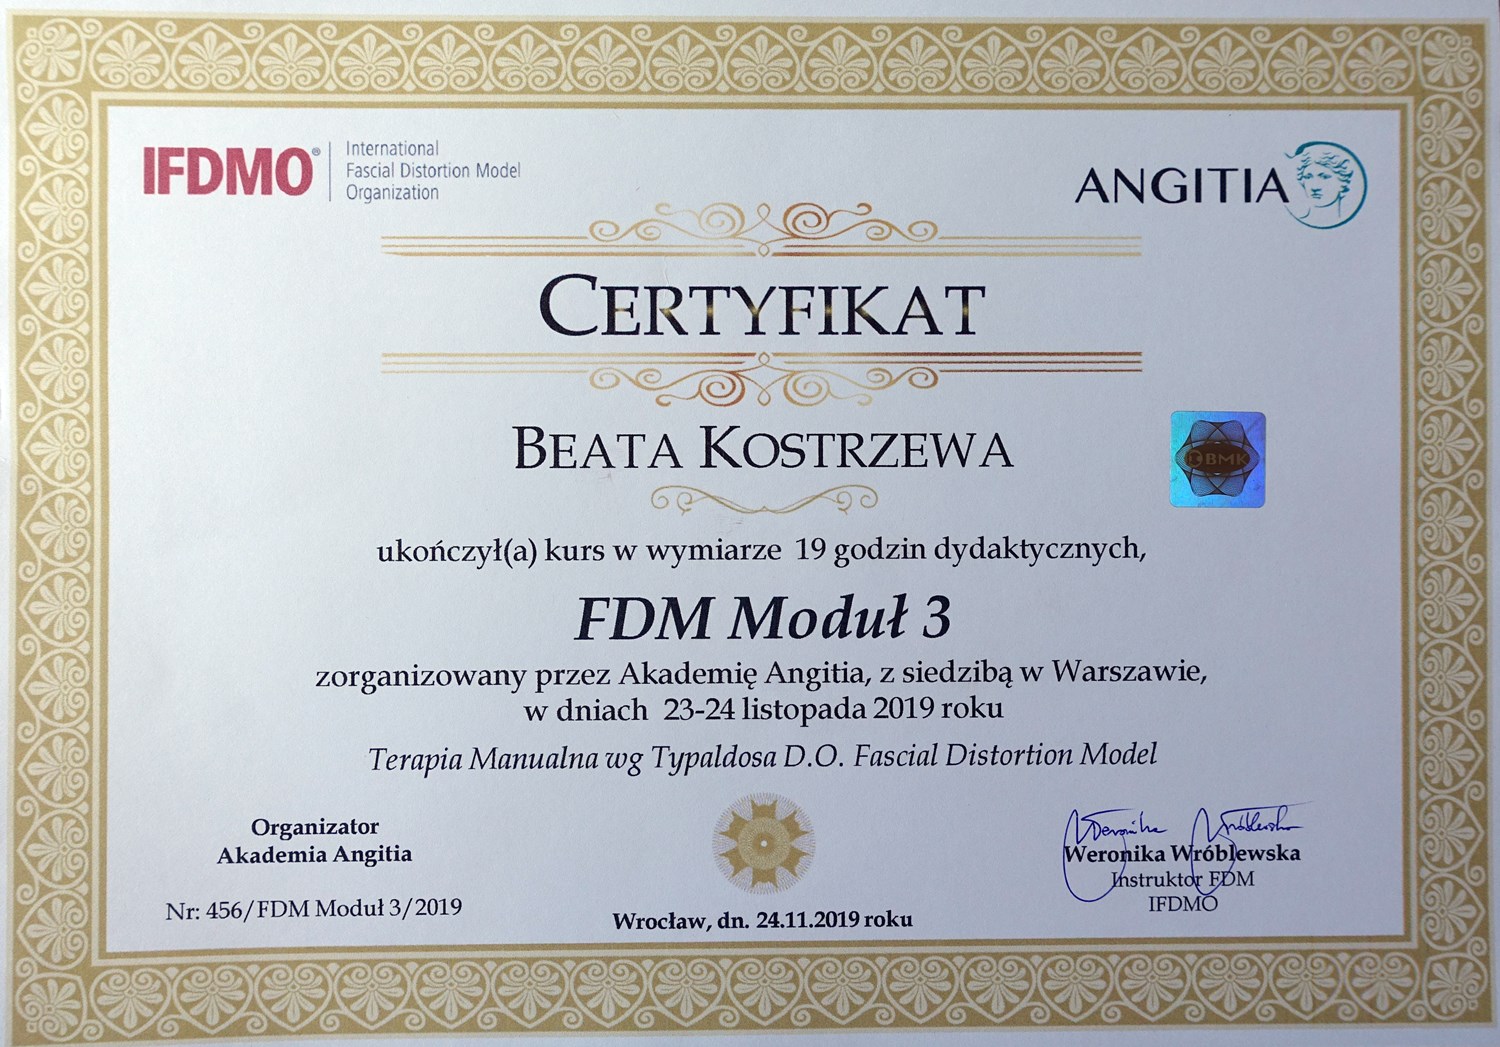 IFDMO®
International
Fascial Distortion Model
Organization
ANGITIA
CERTYFIKAT
BEATA KOSTRZEWA
BMK
ukończył(a) kurs w wymiarze 19 godzin dydaktycznych,
FDM Moduł 3
zorganizowany przez Akademię Angitia, z siedzibą w Warszawie,
w dniach 23-24 listopada 2019 roku
Terapia Manualna wg Typaldosa D.O. Fascial Distortion Model
Organizator
Akademia Angitia
Nr: 456/FDM Moduł 3/2019
Wrocław, dn. 24.11.2019 roku
Weronika Wróblewska
Weronika Wróblewska
Instruktor FDM
IFDMO